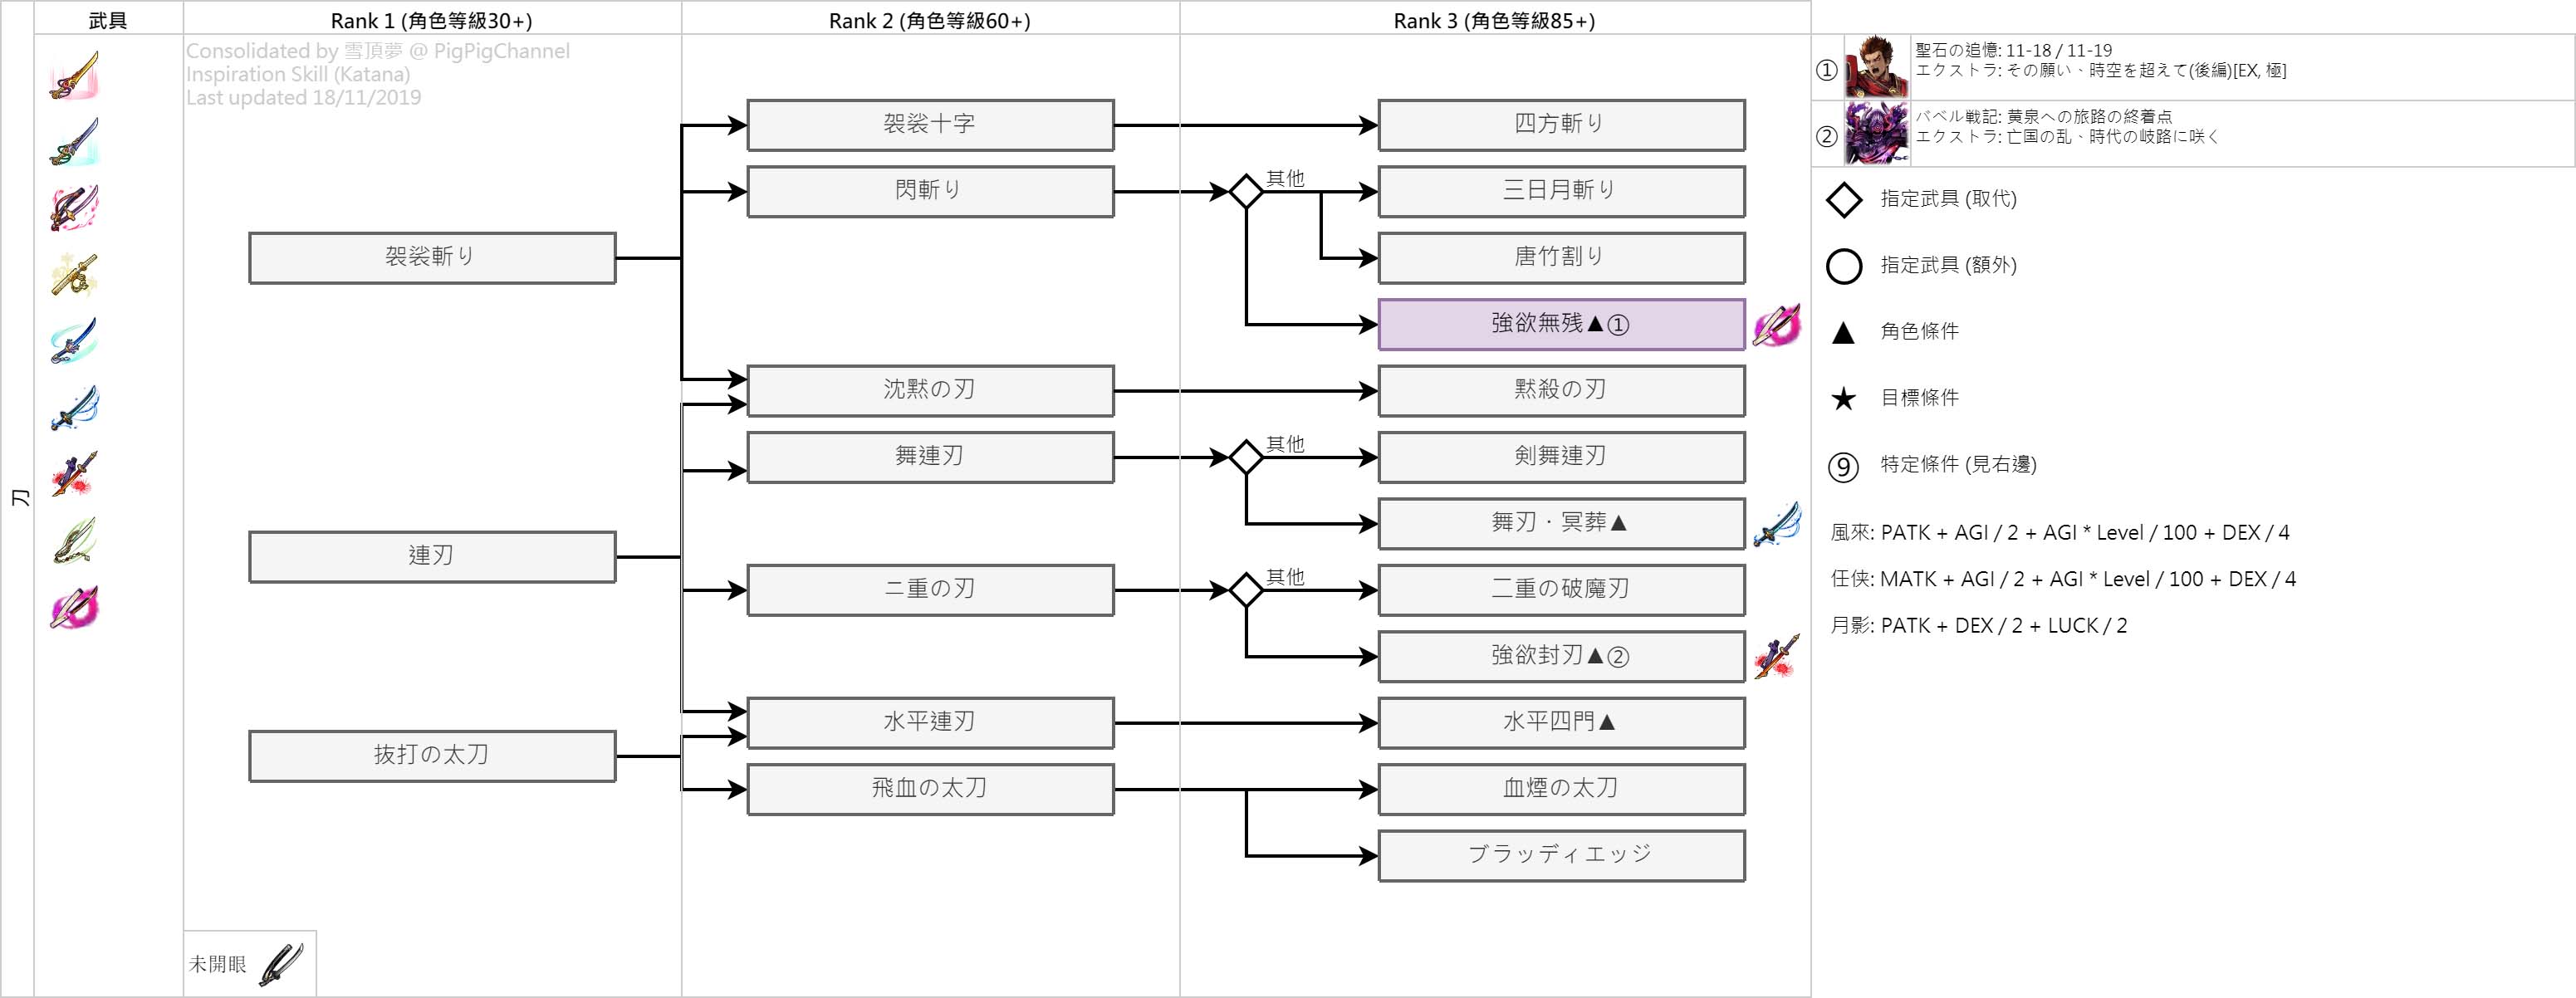 武具
Rank 1 (角色等級30+)
Rank 2 (角色等級60+)
Rank 3 (角色等級85+)
Consolidated by 雪頂夢 @ PigPigChannel
Inspiration Skill (Katana)
Last updated 18/11/2019
刀
袈裟斬り
連刃
抜打の太刀
未開眼
袈裟十字
閃斬り
沈黙の刃
舞連刃
ニ重の刃
水平連刃
飛血の太刀
其他
其他
其他
四方斬り
三日月斬り
唐竹割り
強欲無残▲①
黙殺の刃
剣舞連刃
舞刃・冥葬▲
三重の破魔刃
強欲封刃▲②
水平四門▲
血煙の太刀
ブラッディエッジ
①
聖石の追憶: 11-18 / 11-19
エクストラ: その願い、時空を超えて(後編)[EX, 極]
②
バベル戦記: 黄泉への旅路の終着点
エクストラ: 亡国の乱、時代の岐路に咲く
指定武具 (取代)
指定武具 (額外)
▲ 角色條件
★ 目標條件
⑨ 特定條件 (見右邊)
風來: PATK + AGI / 2 + AGI * Level / 100 + DEX / 4
任侠: MATK + AGI / 2 + AGI * Level / 100 + DEX / 4
月影: PATK + DEX / 2 + LUCK / 2